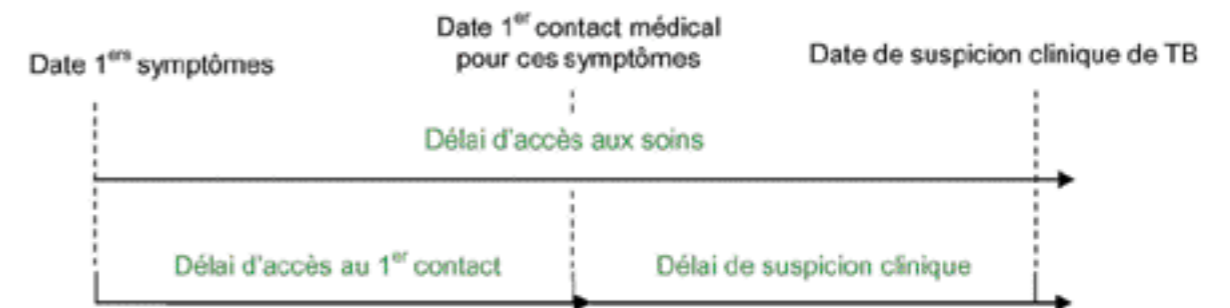 Date 1ers symptômes
Date 1er contact médical
pour ces symptômes
Date de suspicion clinique de TB
Délai d'accès aux soins
Délai d'accès au 1er contact
Délai de suspicion clinique